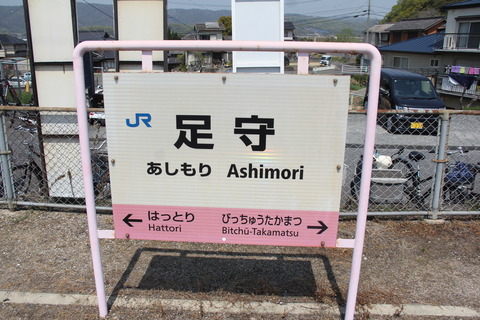 JR 足守
あしもり Ashimori
← はっとり びっちゅうたかまつ →
Hattori Bitchū-Takamatsu